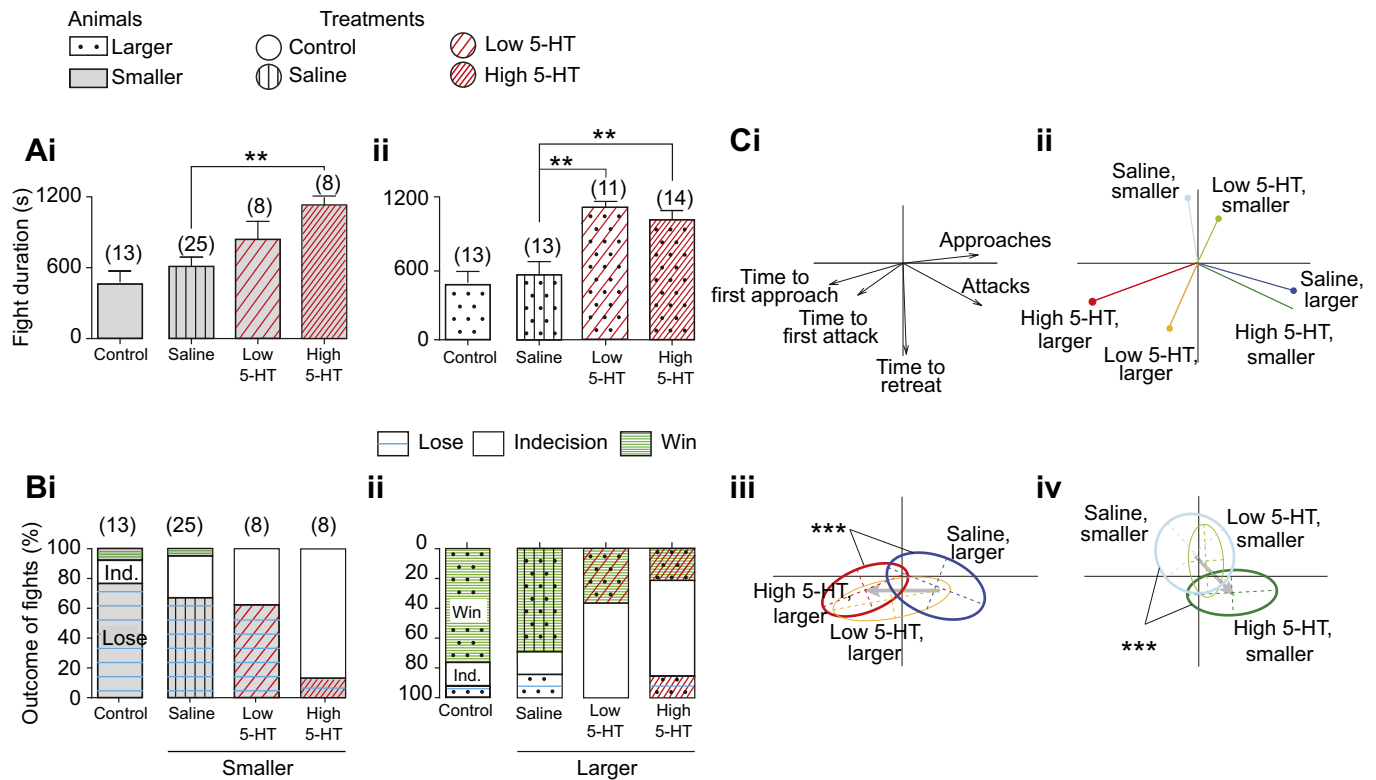 Animals
Treatments
Larger
Control
Low 5-HT
Smaller
Saline
High 5-HT
Ai
**
Fight duration (s)
1200
600
0
(13)
(25)
(8)
(8)
Control
Saline
Low
5-HT
High
5-HT
ii
**
**
1200
600
0
(13)
(13)
(11)
(14)
Control
Saline
Low
5-HT
High
5-HT
Ci
Approaches
Attacks
Time to
first approach
Time to
first attack
Time to
retreat
ii
Saline,
smaller
Low 5-HT,
smaller
Saline,
larger
High 5-HT,
larger
Low 5-HT,
larger
High 5-HT,
smaller
Lose
Indecision
Win
Bi
Outcome of fights (%)
(13)
(25)
(8)
(8)
100
80
60
40
20
0
Ind.
Lose
Control
Saline
Low
5-HT
High
5-HT
Smaller
ii
0
20
40
60
80
100
Win
Ind.
Control
Saline
Low
5-HT
High
5-HT
Larger
iii
***
Saline,
larger
High 5-HT,
larger
Low 5-HT,
larger
iv
Saline,
smaller
Low 5-HT,
smaller
High 5-HT,
smaller
***